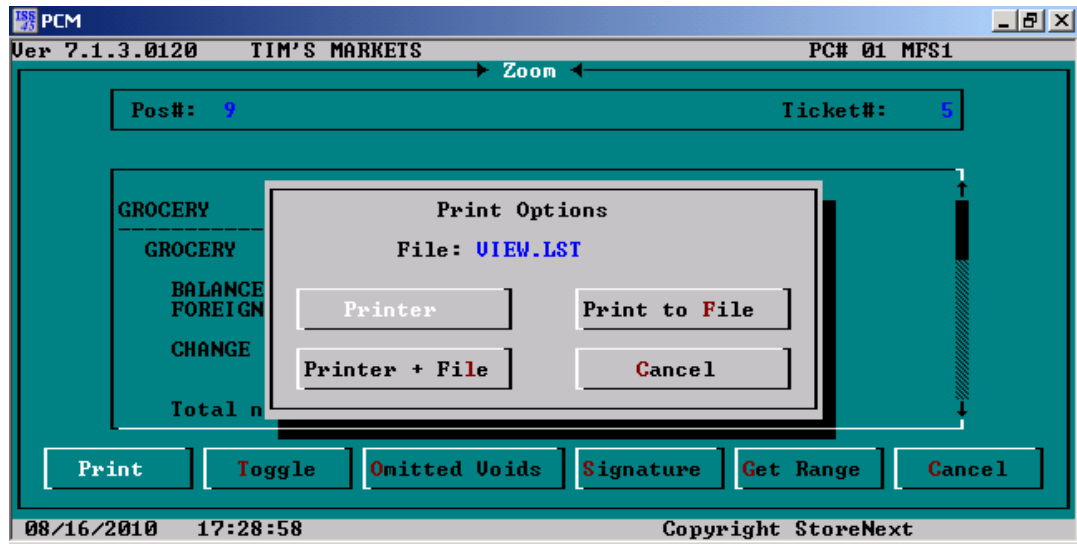 ISS 45 PCM
Ver 7.1.3.0120 TIM'S MARKETS PC# 01 MFS1
Zoom
Pos#: 9 Ticket#: 5
GROCERY
GROCERY
BALANCE
FOREIGN
CHANGE
Total n
Print Options
File: VIEW.LST
Printer Print to File
Printer + File Cancel
Print Toggle Omitted Voids Signature Get Range Cancel
08/16/2010 17:28:58 Copyright StoreNext